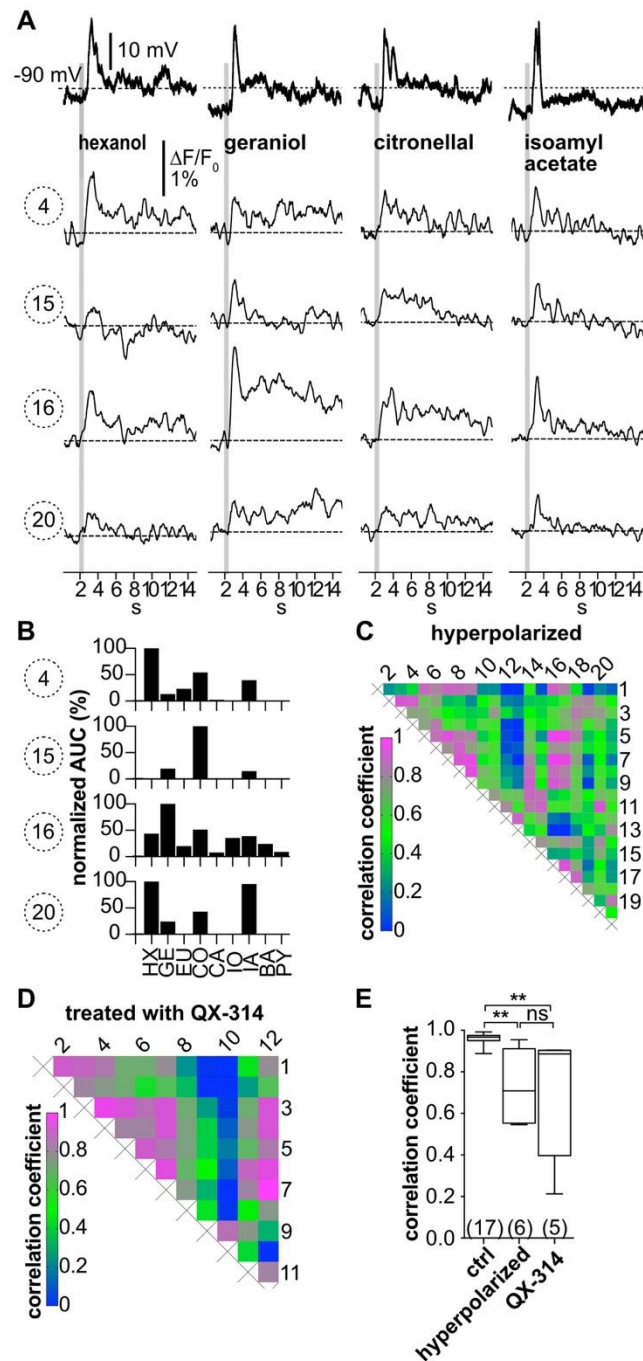 A
10 mV
-90 mV
hexanol
geraniol
citronellal
isoamyl
acetate
ΔF/F0
1%
4
15
16
20
2 4 6 8 10 12 14
2 4 6 8 10 12 14
2 4 6 8 10 12 14
2 4 6 8 10 12 14
s s s s
B
normalized AUC (%)
4
100
50
0
15
100
50
0
16
100
50
0
20
100
50
0
HX GE EU CO CA IO IA BA PY
C
hyperpolarized
2 4 6 8 10 12 14 16 18 20
1
3
5
7
9
11
13
15
17
19
correlation coefficient
1
0.8
0.6
0.4
0.2
0
D
treated with QX-314
2 4 6 8 10 12
1
3
5
7
9
11
correlation coefficient
1
0.8
0.6
0.4
0.2
0
E
**
** ns
correlation coefficient
1.0
0.8
0.6
0.4
0.2
0.0
(17) (6) (5)
ctrl
hyperpolarized
QX-314